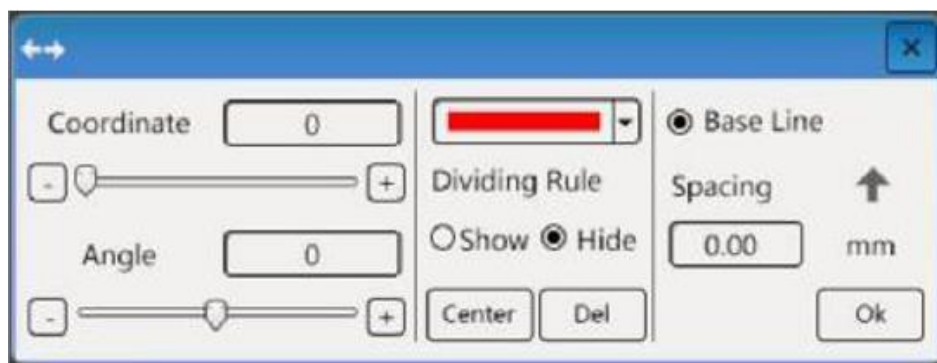 Coordinate 0
- +
Angle 0
- +
Dividing Rule
Show Hide
Center Del
Base Line
Spacing
0.00 mm
Ok